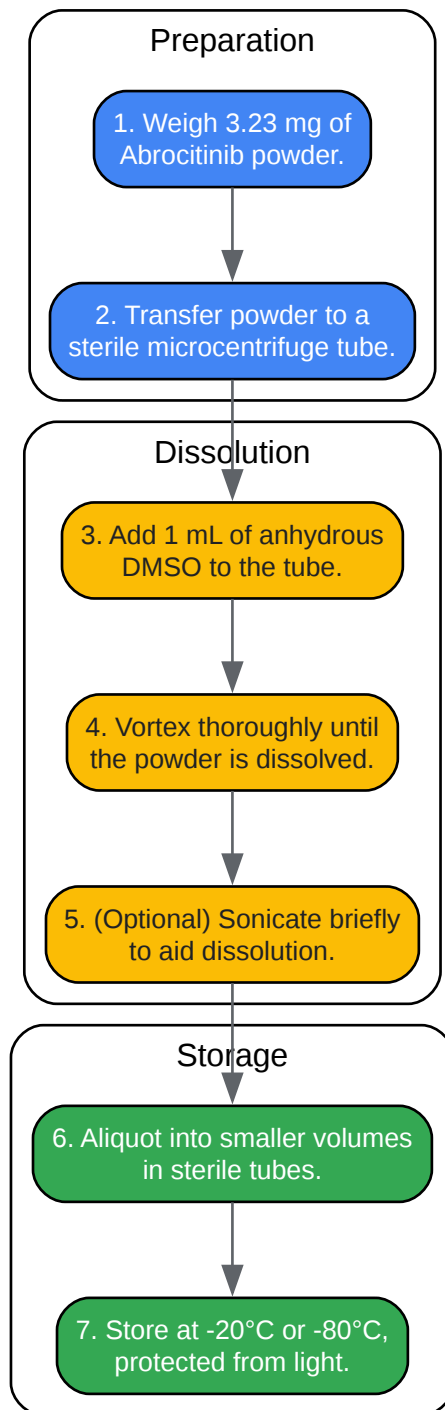 Preparation
1. Weigh 3.23 mg of
Abrocitinib powder.
2. Transfer powder to a
sterile microcentrifuge tube.
Dissolution
3. Add 1 mL of anhydrous
DMSO to the tube.
4. Vortex thoroughly until
the powder is dissolved.
5. (Optional) Sonicate briefly
to aid dissolution.
Storage
6. Aliquot into smaller volumes
in sterile tubes.
7. Store at -20°C or -80°C,
protected from light.